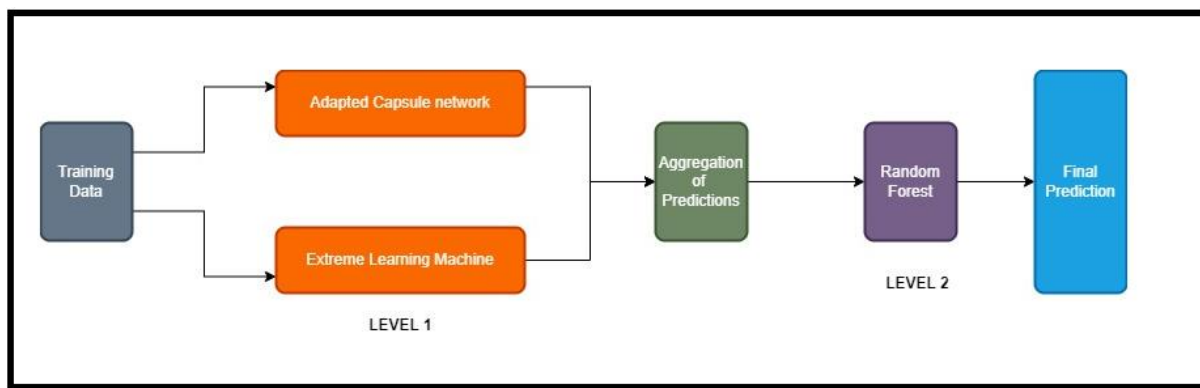 Training
Data
Adapted Capsule network
Extreme Learning Machine
LEVEL 1
Aggregation
of
Predictions
Random
Forest
LEVEL 2
Final
Prediction